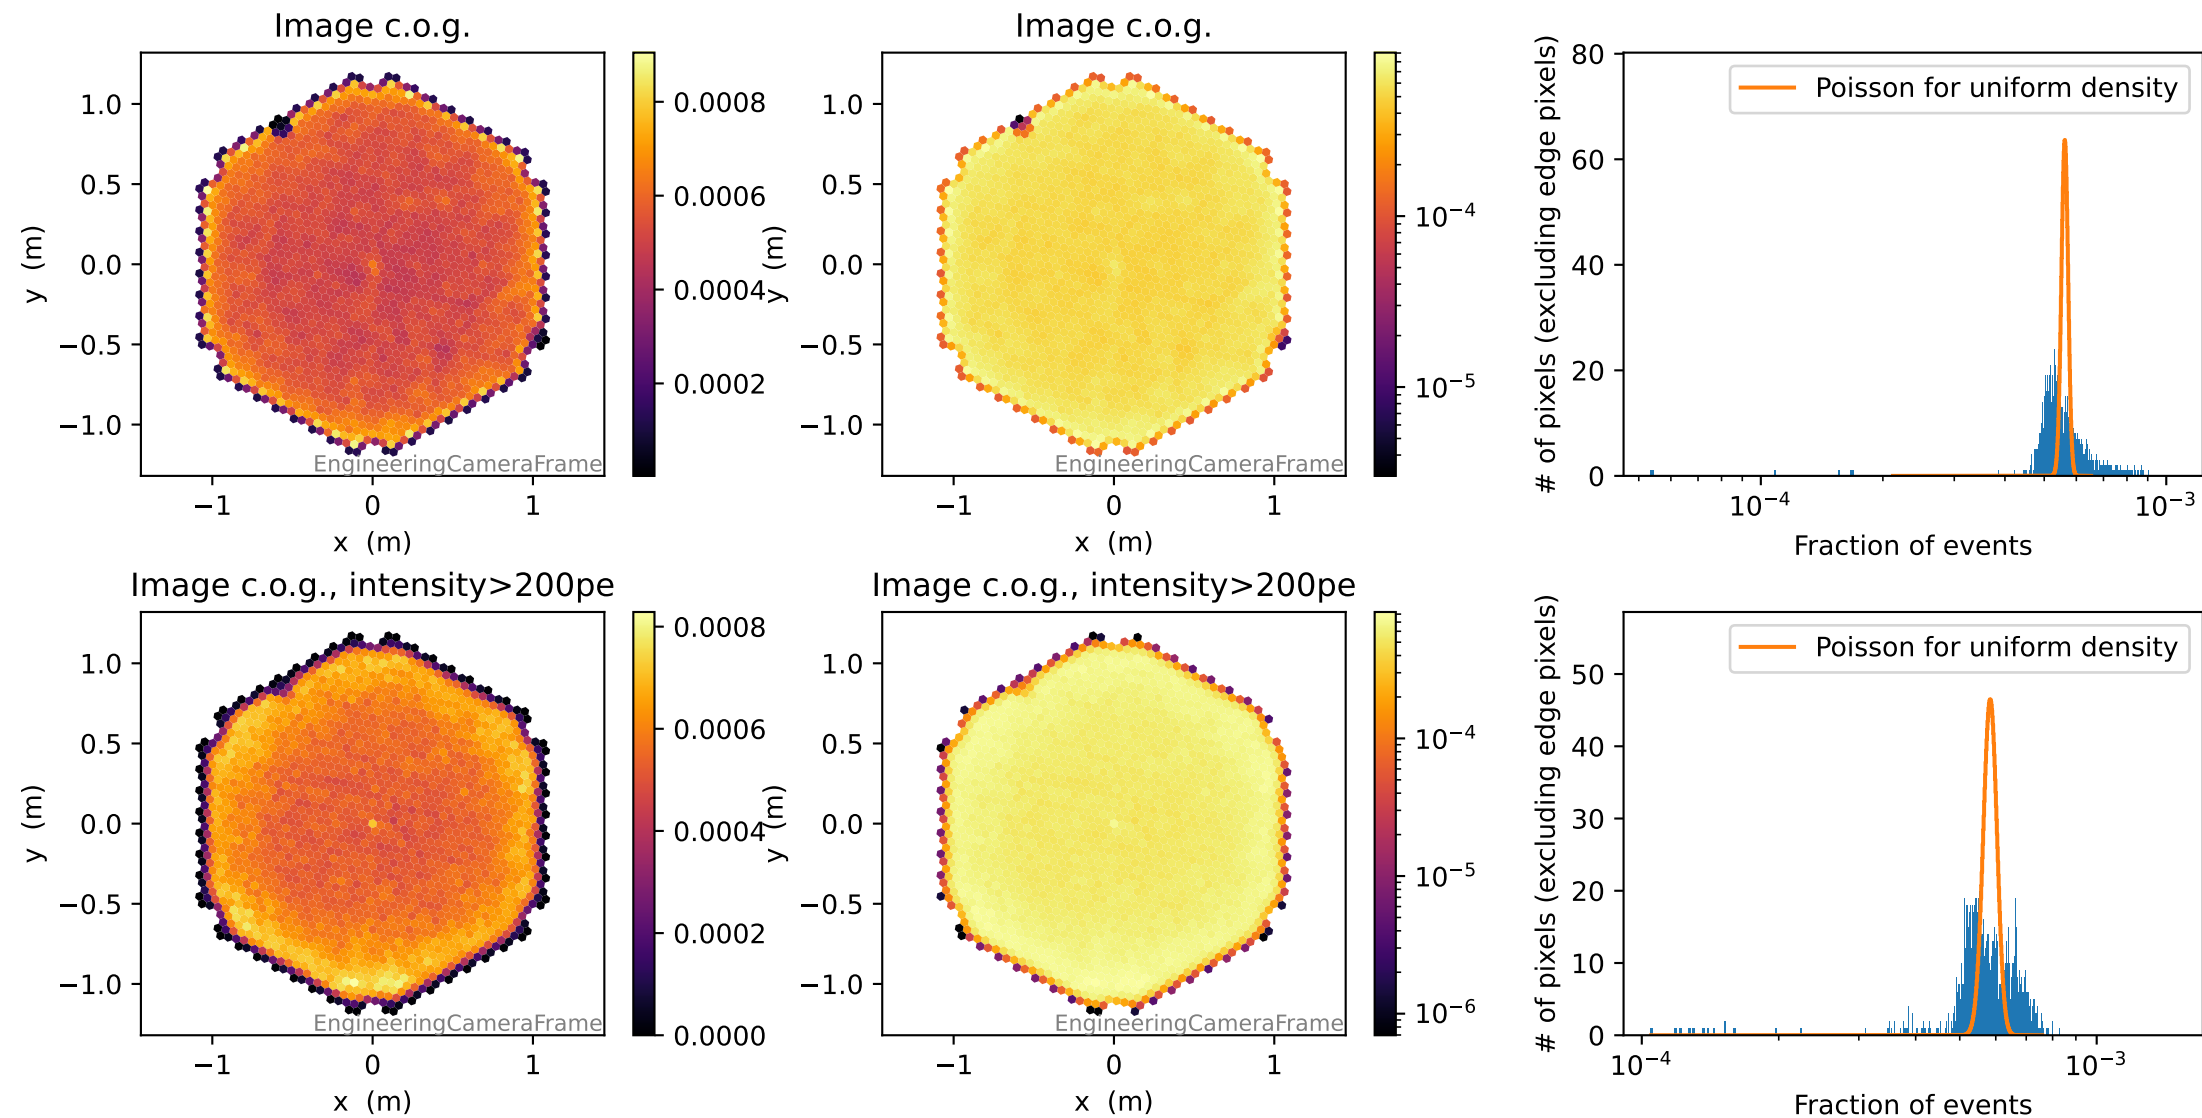 Image c.o.g.
y (m)
1.0
0.5
0.0
−0.5
−1.0
EngineeringCameraFrame
−1
0
1
x (m)
0.0008
0.0006
0.0004
0.0002
Image c.o.g.
y (m)
1.0
0.5
0.0
−0.5
−1.0
EngineeringCameraFrame
−1
0
1
x (m)
10⁻⁴
10⁻⁵
# of pixels (excluding edge pixels)
80
60
40
20
0
Poisson for uniform density
10⁻⁴
10⁻³
Fraction of events
Image c.o.g., intensity>200pe
y (m)
1.0
0.5
0.0
−0.5
−1.0
EngineeringCameraFrame
−1
0
1
x (m)
0.0008
0.0006
0.0004
0.0002
0.0000
Image c.o.g., intensity>200pe
y (m)
1.0
0.5
0.0
−0.5
−1.0
EngineeringCameraFrame
−1
0
1
x (m)
10⁻⁴
10⁻⁵
10⁻⁶
# of pixels (excluding edge pixels)
50
40
30
20
10
0
Poisson for uniform density
10⁻⁴
10⁻³
Fraction of events